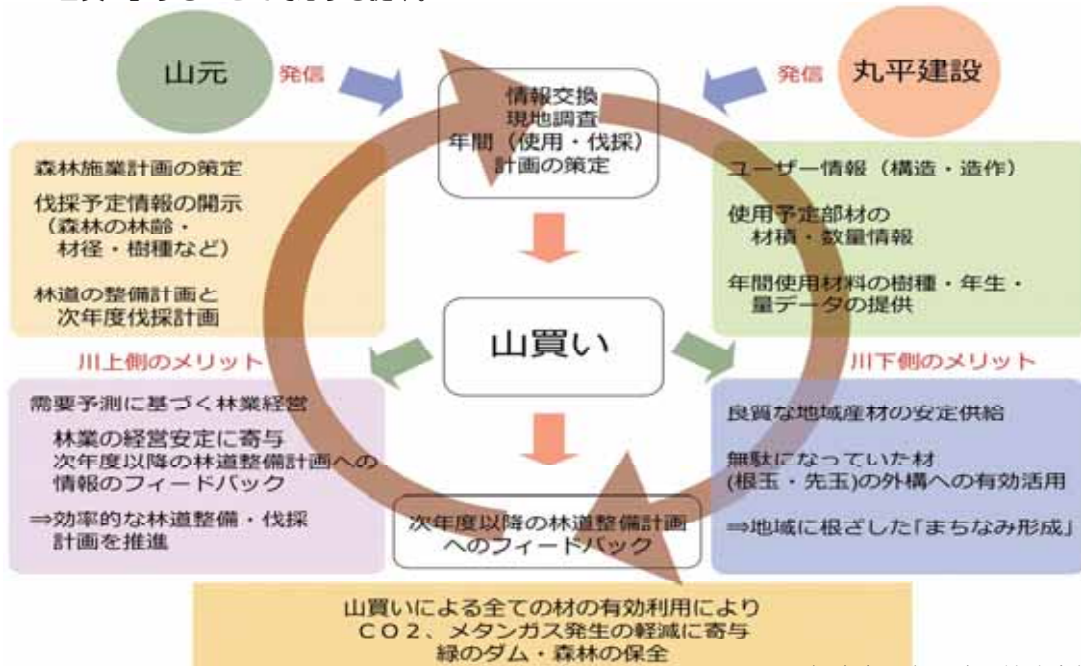 山元
発信
発信
丸平建設
情報交換
現地調査
年間（使用・伐採）
計画の策定
森林施業計画の策定
伐採予定情報の開示
（森林の林齢・
材径・樹種など）
林道の整備計画と
次年度伐採計画
ユーザー情報（構造・造作）
使用予定部材の
材積・数量情報
年間使用材料の樹種・年生・
量データの提供
山買い
川上側のメリット
川下側のメリット
需要予測に基づく林業経営
林業の経営安定に寄与
次年度以降の林道整備計画への
情報のフィードバック
⇒効率的な林道整備・伐採
計画を推進
良質な地域産材の安定供給
無駄になっていた材
(根玉・先玉)の外構への有効活用
⇒地域に根ざした｢まちなみ形成｣
次年度以降の林道整備計画
へのフィードバック
山買いによる全ての材の有効利用により
ＣＯ２、メタンガス発生の軽減に寄与
緑のダム・森林の保全